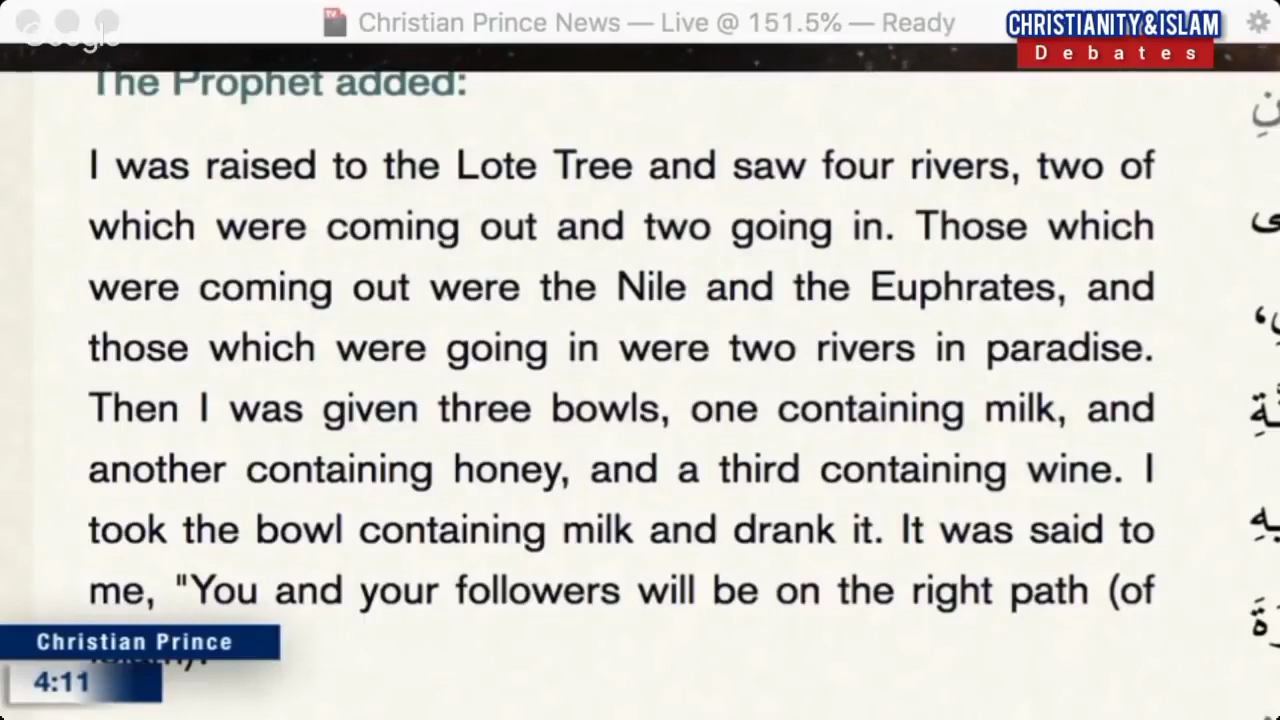 Christian Prince News — Live @ 151.5% — Ready
CHRISTIANITY & ISLAM
Debates
Google
The Prophet added:
I was raised to the Lote Tree and saw four rivers, two of
which were coming out and two going in. Those which
were coming out were the Nile and the Euphrates, and
those which were going in were two rivers in paradise.
Then I was given three bowls, one containing milk, and
another containing honey, and a third containing wine. I
took the bowl containing milk and drank it. It was said to
me, "You and your followers will be on the right path (of
Christian Prince
4:11